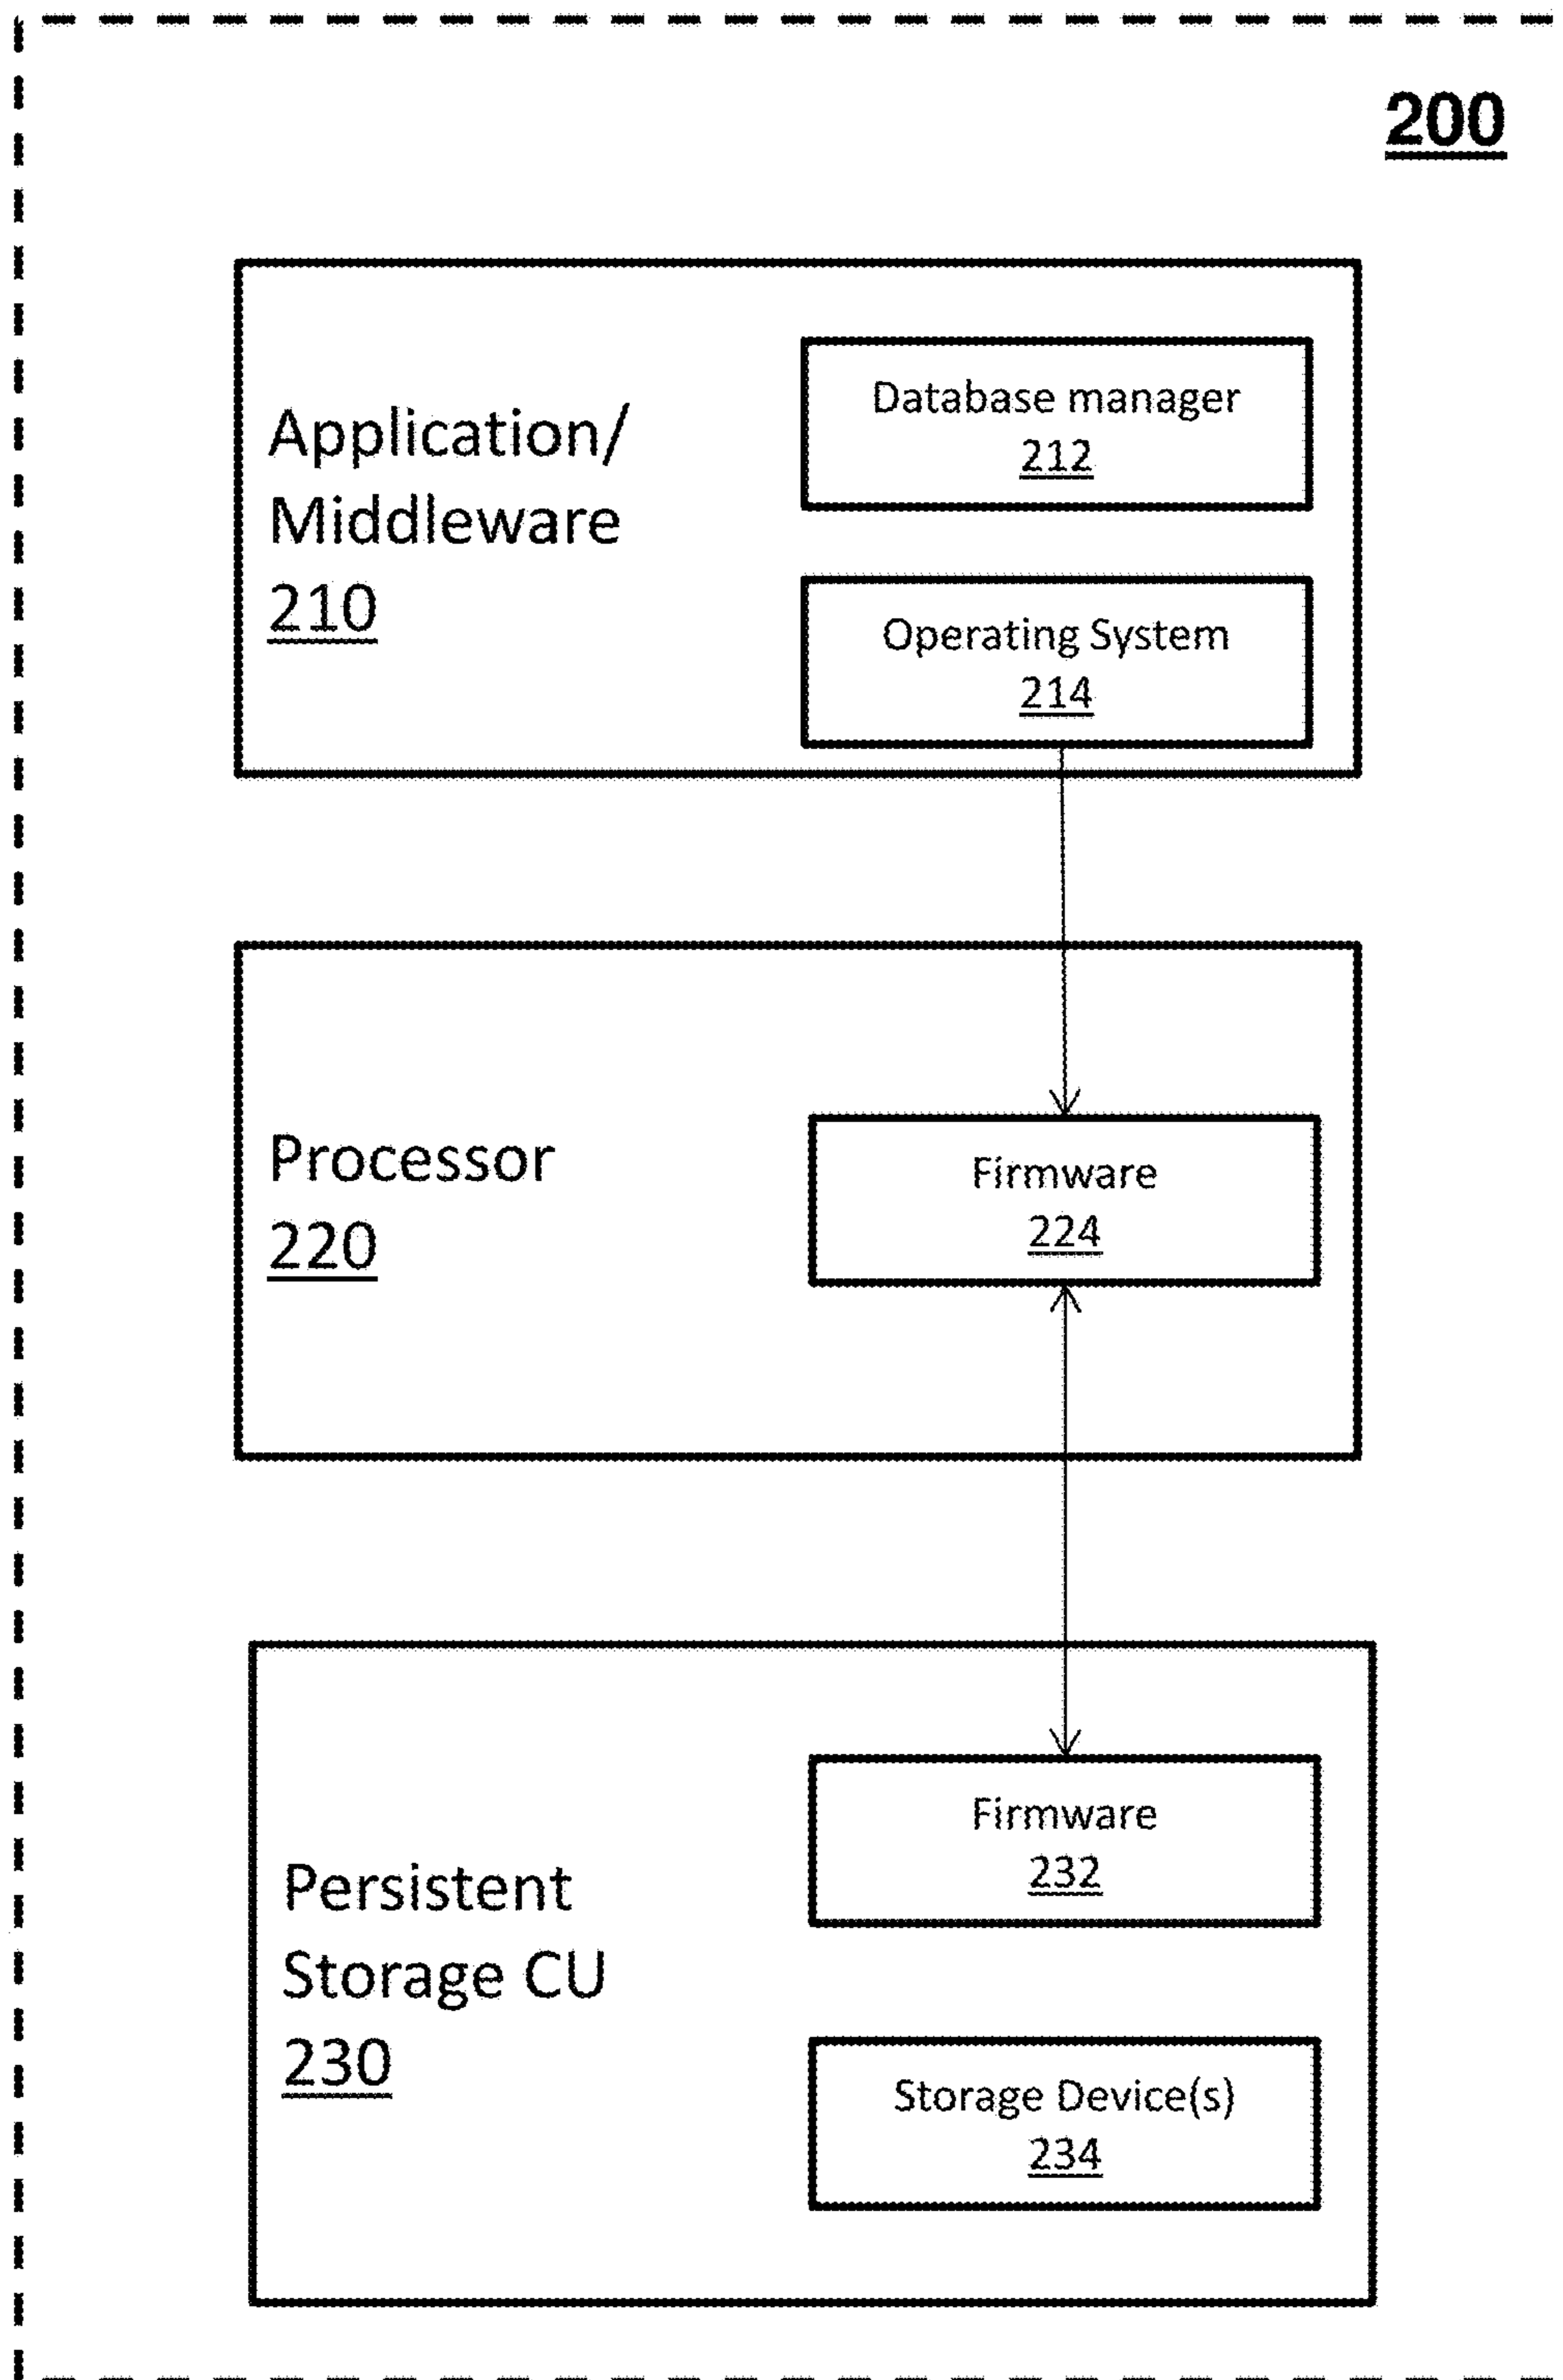 200
Application/
Middleware
210
Database manager
212
Operating System
214
Processor
220
Firmware
224
Persistent
Storage CU
230
Firmware
232
Storage Device(s)
234